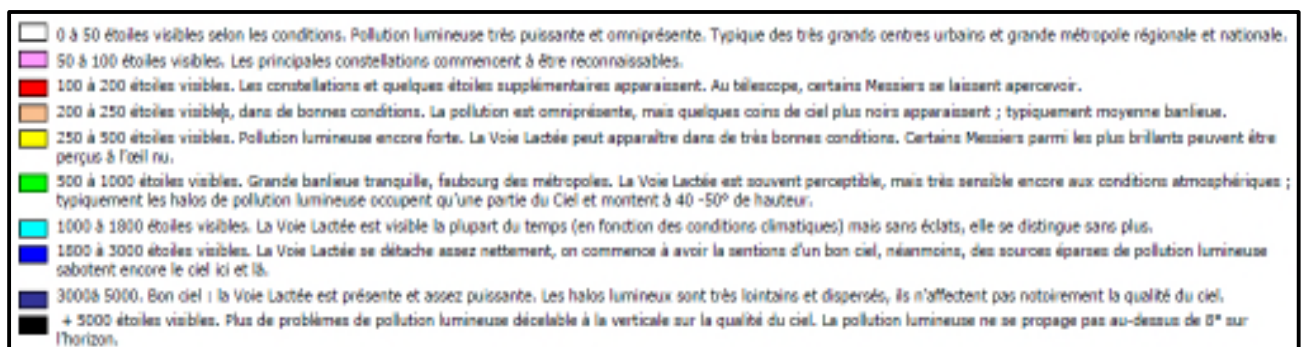 0 à 50 étoiles visibles selon les conditions. Pollution lumineuse très puissante et omniprésente. Typique des très grands centres urbains et grande métropole régionale et nationale.
50 à 100 étoiles visibles. Les principales constellations commencent à être reconnaissables.
100 à 200 étoiles visibles. Les constellations et quelques étoiles supplémentaires apparaissent. Au télescope, certains Messiers se laissent apercevoir.
200 à 250 étoiles visibles, dans de bonnes conditions. La pollution est omniprésente, mais quelques coins de ciel plus noirs apparaissent ; typiquement moyenne banlieue.
250 à 500 étoiles visibles. Pollution lumineuse encore forte. La Voie Lactée peut apparaître dans de très bonnes conditions. Certains Messiers parmi les plus brillants peuvent être
perçus à l'œil nu.
500 à 1000 étoiles visibles. Grande banlieue tranquille, faubourg des métropoles. La Voie Lactée est souvent perceptible, mais très sensible encore aux conditions atmosphériques ;
typiquement les halos de pollution lumineuse occupent qu'une partie du Ciel et montent à 40 -50° de hauteur.
1000 à 1800 étoiles visibles. La Voie Lactée est visible la plupart du temps (en fonction des conditions climatiques) mais sans éclats, elle se distingue sans plus.
1800 à 3000 étoiles visibles. La Voie Lactée se détache assez nettement, on commence à avoir la sentions d'un bon ciel, néanmoins, des sources éparses de pollution lumineuse
sabotent encore le ciel ici et là.
3000à 5000. Bon ciel : la Voie Lactée est présente et assez puissante. Les halos lumineux sont très lointains et dispersés, ils n'affectent pas notoirement la qualité du ciel.
+ 5000 étoiles visibles. Plus de problèmes de pollution lumineuse décelable à la verticale sur la qualité du ciel. La pollution lumineuse ne se propage pas au-dessus de 8° sur
l'horizon.